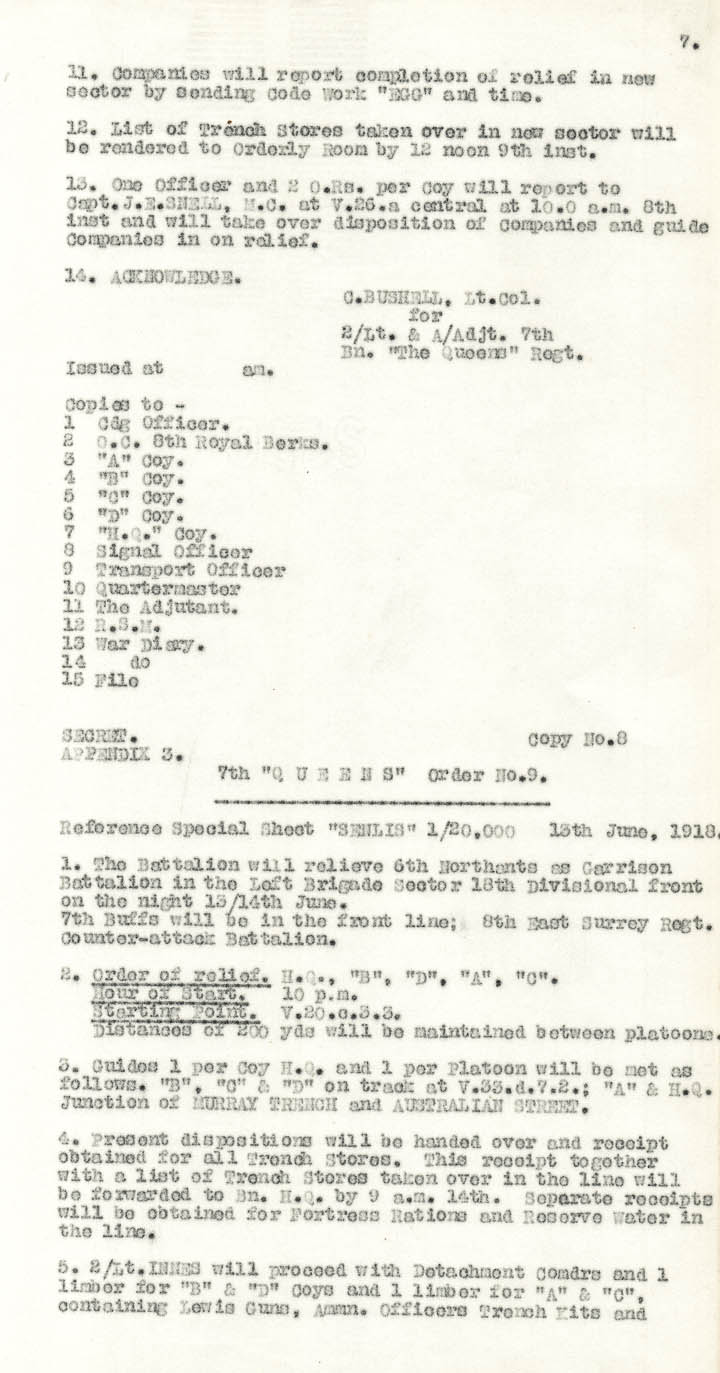 7.
11. Companies will report completion of relief in new
sector by sending code work "EGG" and time.
12. List of Trench Stores taken over in new sector will
be rendered to Orderly Room by 12 noon 9th inst.
13. One Officer and 2 O.Rs. per Coy will report to
Capt.J.E.SNELL, M.C. at V.26.a central at 10.0 a.m. 8th
inst and will take over disposition of Companies and guide
Companies in on relief.
14. ACKNOWLEDGE.
C.BUSHELL, Lt.Col.
for
2/Lt. & A/Adjt. 7th
Bn. "The Queens" Regt.
Issued at am.
Copies to -
1 Cdg Officer.
2 O.C. 8th Royal Berks.
3 "A" Coy.
4 "B" Coy.
5 "C" Coy.
6 "D" Coy.
7 "H.Q." Coy.
8 Signal Officer
9 Transport Officer
10 Quartermaster
11 The Adjutant.
12 R.S.M.
13 War Diary.
14 do
15 File
SECRET. Copy No.8
APPENDIX 3.
7th "Q U E E N S" Order No.9.
Reference Special Sheet "SENLIS" 1/20,000 13th June, 1918.
1. The Battalion will relieve 6th Northants as Garrison
Battalion in the Left Brigade Sector 18th Divisional front
on the night 13/14th June.
7th Buffs will be in the front line; 8th East Surrey Regt.
Counter-attack Battalion.
2. Order of relief. H.Q., "B", "D", "A", "C".
Hour of Start. 10 p.m.
Starting Point. V.20.c.3.3.
Distances of 200 yds will be maintained between platoons.
3. Guides 1 per Coy H.Q. and 1 per Platoon will be met as
follows. "B", "C" & "D" on track at V.33.d.7.2.; "A" & H.Q.
Junction of MURRAY TRENCH and AUSTRALIAN STREET.
4. Present dispositions will be handed over and receipt
obtained for all Trench Stores. This receipt together
with a list of Trench Stores taken over in the line will
be forwarded to Bn. H.Q. by 9 a.m. 14th. Separate receipts
will be obtained for Fortress Rations and Reserve Water in
the line.
5. 2/Lt.INNES will proceed with Detachment Comdrs and 1
limber for "B" & "D" Coys and 1 limber for "A" & "C",
containing Lewis Guns, Ammn. Officers Trench Kits and